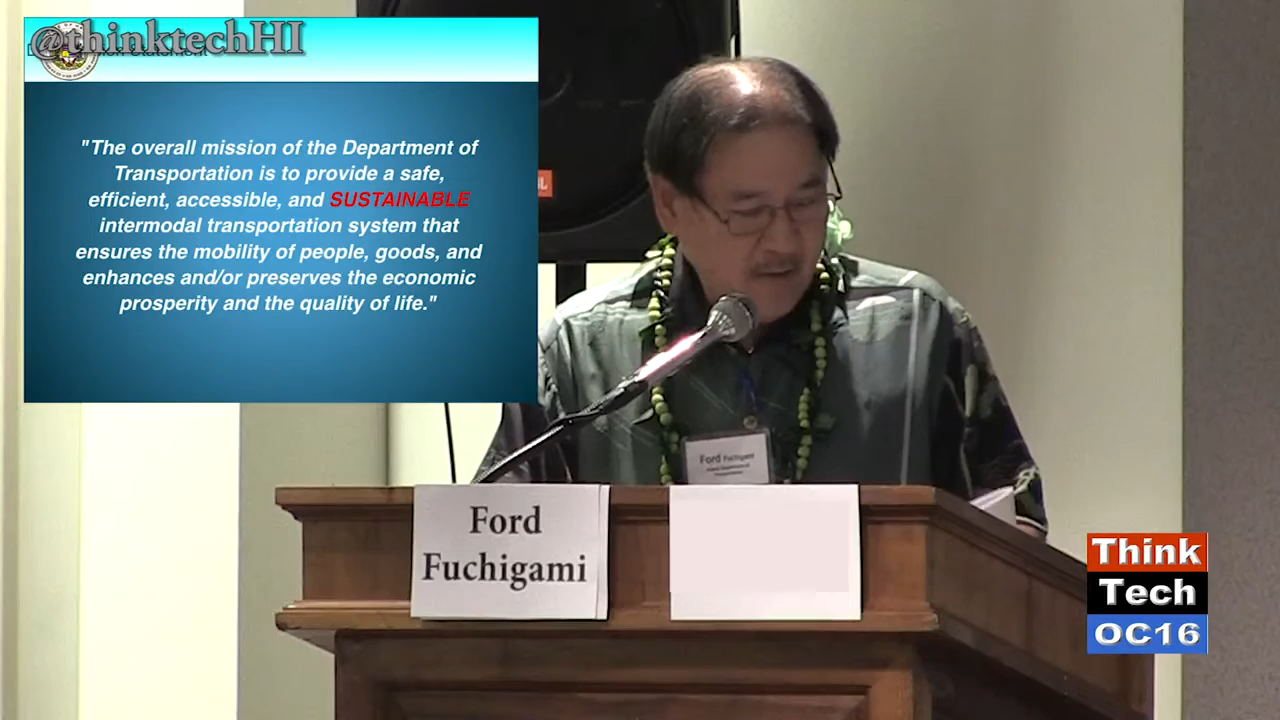 @thinktechHI
"The overall mission of the Department of
Transportation is to provide a safe,
efficient, accessible, and SUSTAINABLE
intermodal transportation system that
ensures the mobility of people, goods, and
enhances and/or preserves the economic
prosperity and the quality of life."
Ford Fuchigami
Ford
Fuchigami
Think
Tech
OC16